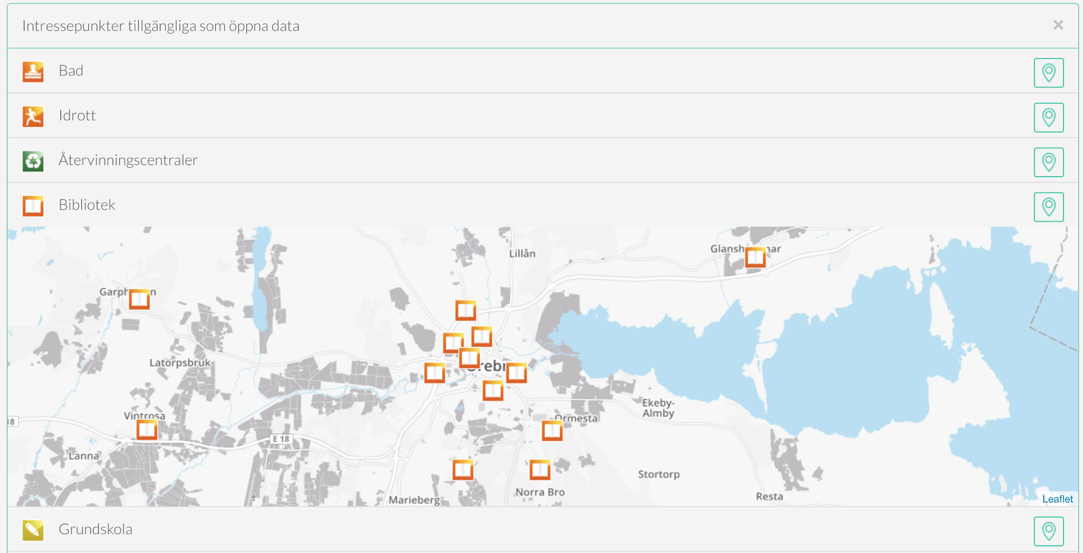 Intressepunkter tillgängliga som öppna data
×
Bad
Idrott
Återvinningscentraler
Bibliotek
Lillån
Latorpsbruk
Ekeby-
Almby
Vintrosa
Ormesta
18
E 18
Lanna
Stortorp
Marieberg
Norra Bro
Resta
Leaflet
Grundskola